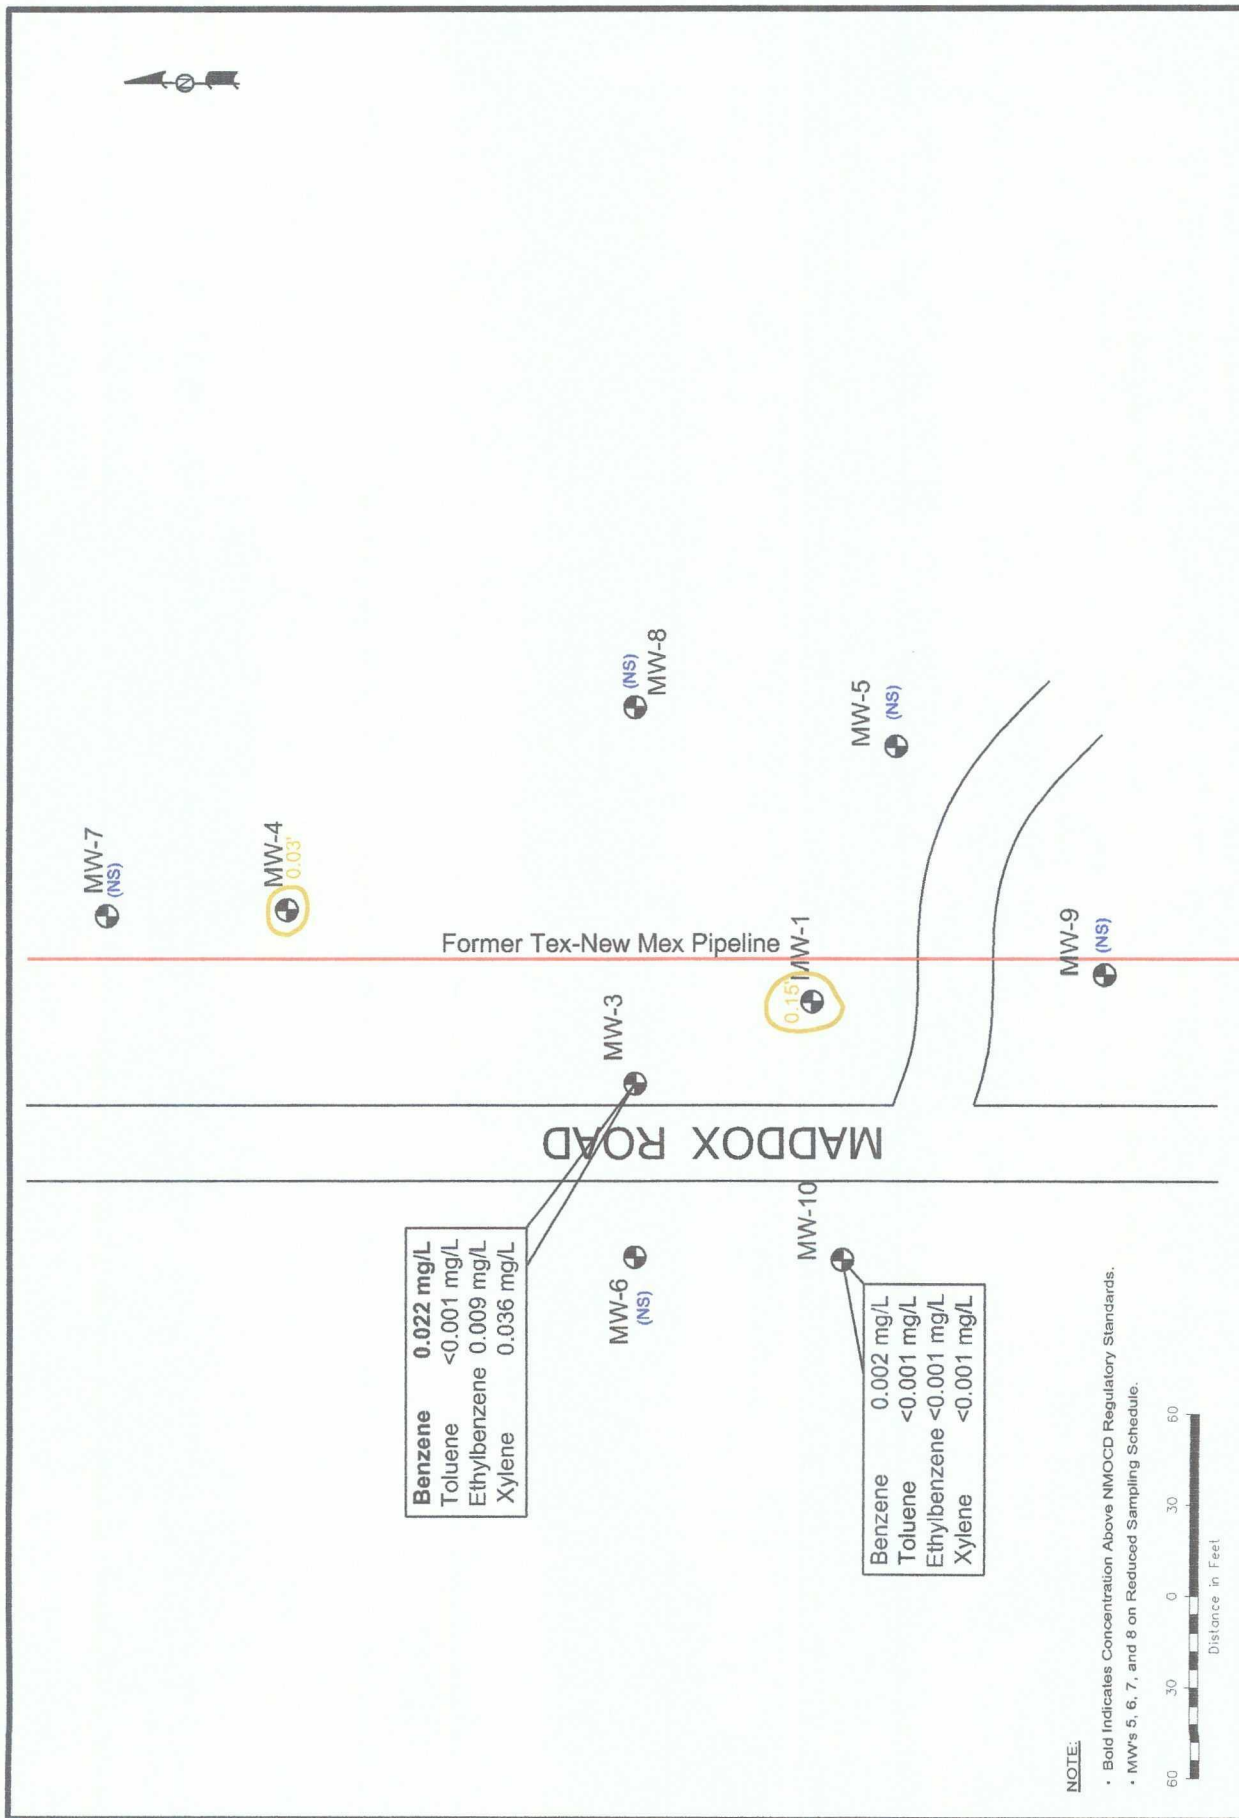 N
MW-7
(NS)
MW-4
0.03'
Former Tex-New Mex Pipeline
MW-8
(NS)
MW-3
MW-1
0.15'
MW-5
(NS)
MW-9
(NS)
MADDOX ROAD
MW-6
(NS)
MW-10
Benzene 0.022 mg/L
Toluene <0.001 mg/L
Ethylbenzene 0.009 mg/L
Xylene 0.036 mg/L
Benzene 0.002 mg/L
Toluene <0.001 mg/L
Ethylbenzene <0.001 mg/L
Xylene <0.001 mg/L
NOTE:
• Bold Indicates Concentration Above NMOCD Regulatory Standards.
• MW's 5, 6, 7, and 8 on Reduced Sampling Schedule.
60 30 0 30 60
Distance in Feet